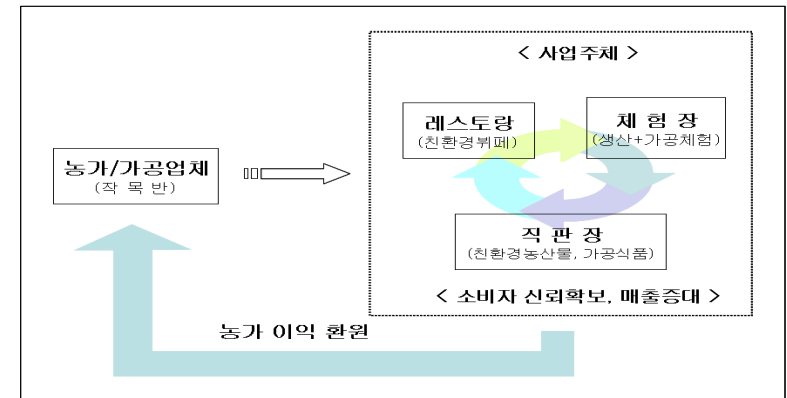 < 사업주체 >
레스토랑
(친환경뷔페)
체 험 장
(생산+가공체험)
농가/가공업체
(작 목 반)
직 판 장
(친환경농산물, 가공식품)
< 소비자 신뢰확보, 매출증대 >
농가 이익 환원